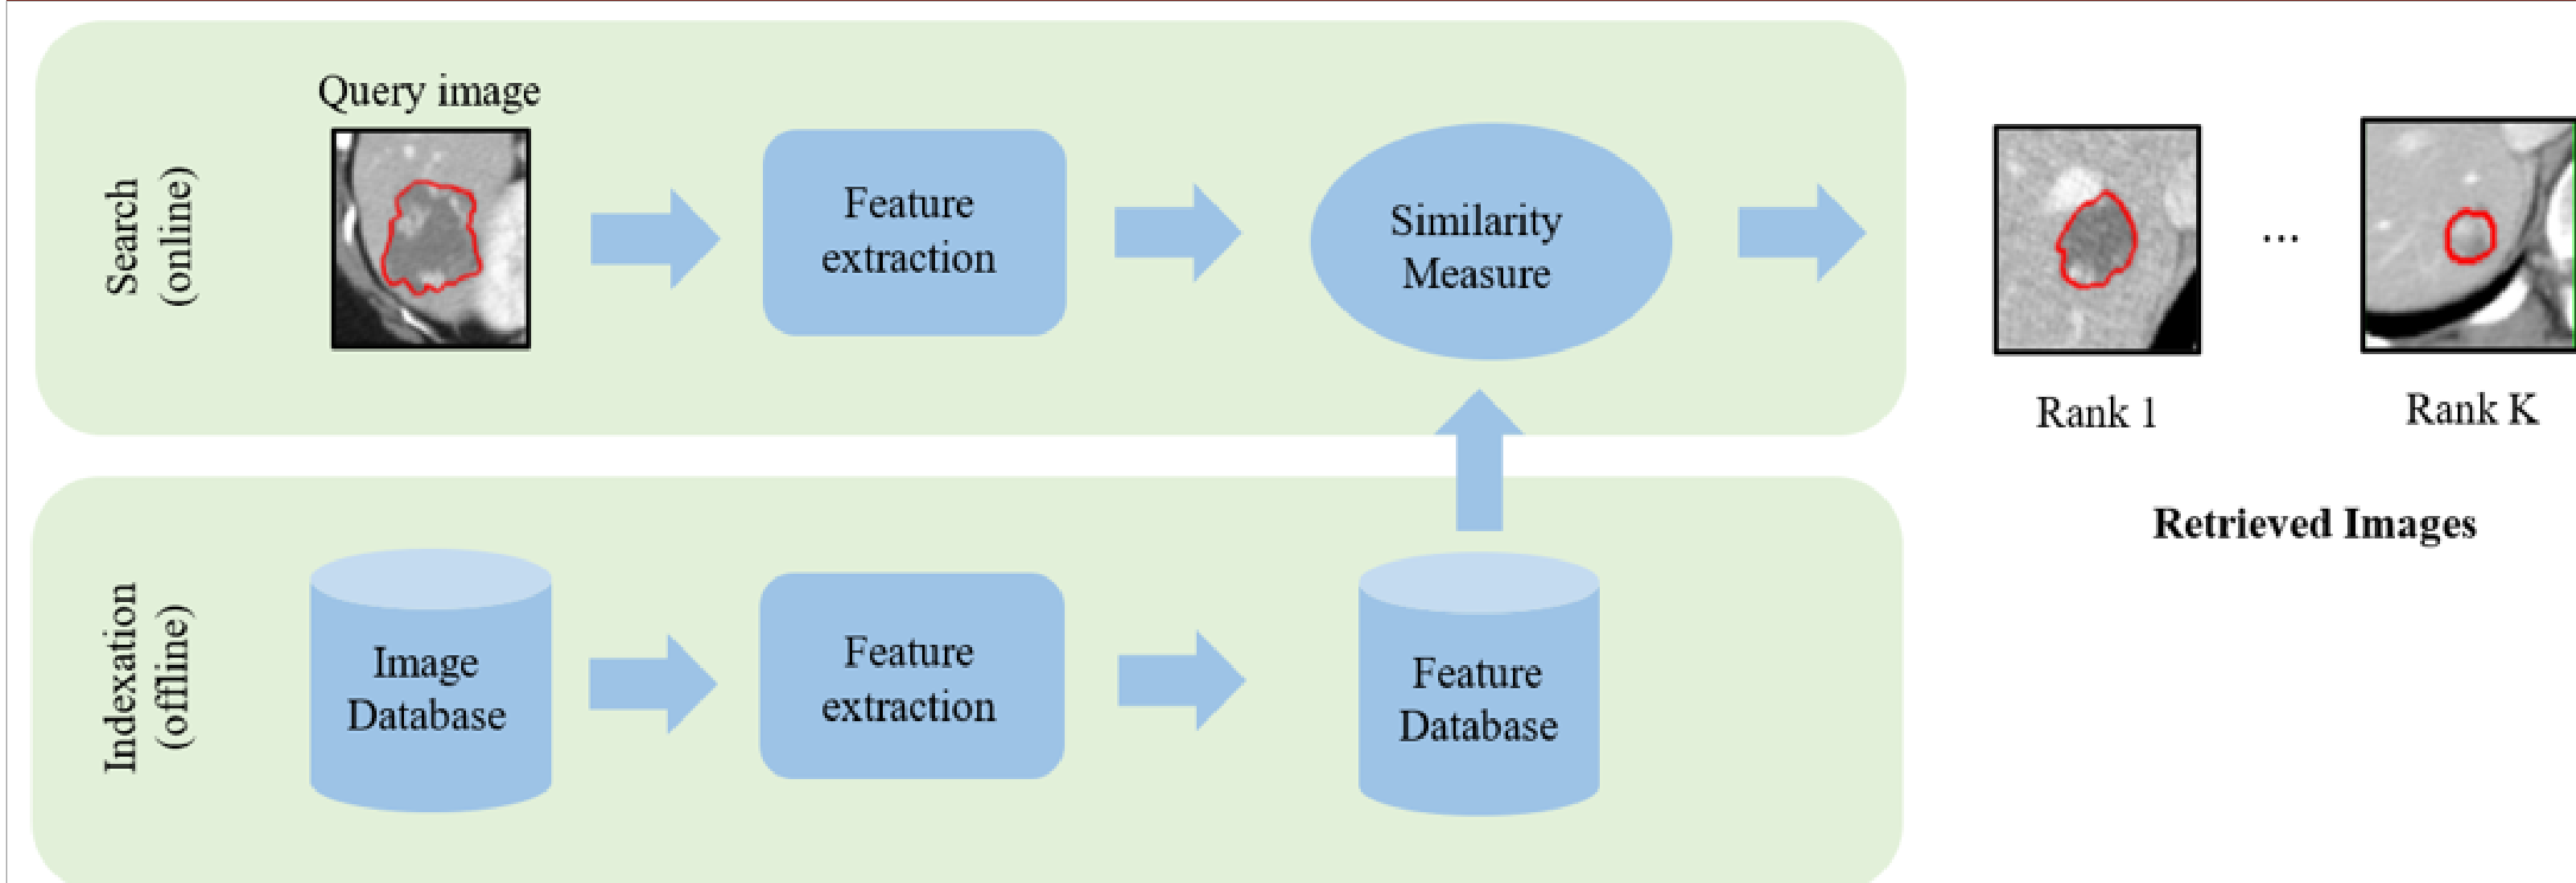 Query image
Search
(online)
Feature
extraction
Similarity
Measure
...
Rank 1
Rank K
Retrieved Images
Indexation
(offline)
Image
Database
Feature
extraction
Feature
Database